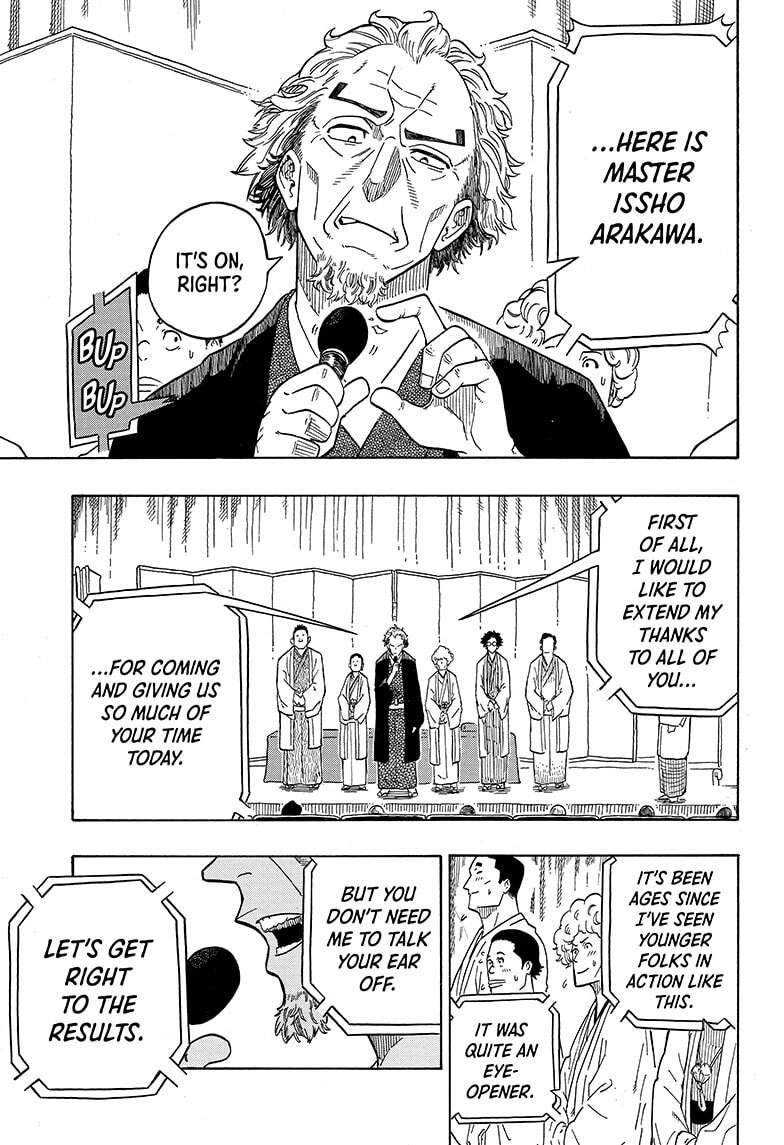 ...HERE IS
MASTER
ISSHO
ARAKAWA.
IT'S ON,
RIGHT?
BUP
BUP
FIRST
OF ALL,
I WOULD
LIKE TO
EXTEND MY
THANKS
TO ALL OF
YOU...
...FOR COMING
AND GIVING US
SO MUCH OF
YOUR TIME
TODAY.
IT'S BEEN
AGES SINCE
I'VE SEEN
YOUNGER
FOLKS IN
ACTION LIKE
THIS.
IT WAS
QUITE AN
EYE-
OPENER.
BUT YOU
DON'T NEED
ME TO TALK
YOUR EAR
OFF.
LET'S GET
RIGHT
TO THE
RESULTS.